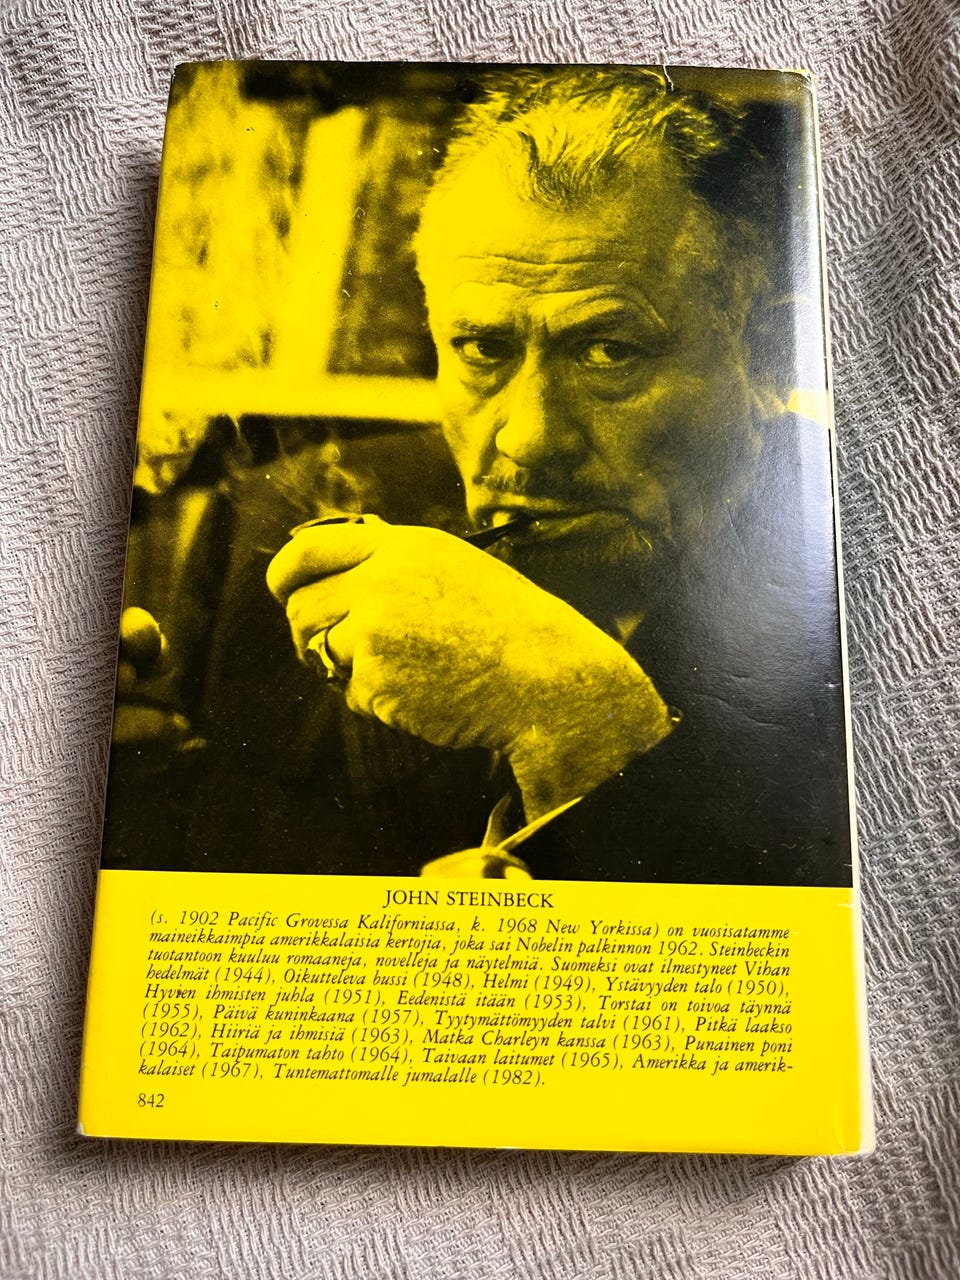 JOHN STEINBECK
(s. 1902 Pacific Grovessa Kaliforniassa, k. 1968 New Yorkissa) on vuosisatamme
maineikkaimpia amerikkalaisia kertojia, joka sai Nobelin palkinnon 1962. Steinbeckin
tuotantoon kuuluu romaaneja, novelleja ja näytelmiä. Suomeksi ovat ilmestyneet Vihan
hedelmät (1944), Oikutteleva bussi (1948), Helmi (1949), Ystävyyden talo (1950),
Hyvien ihmisten juhla (1951), Eedenistä itään (1953), Torstai on toivoa täynnä
(1955), Päivä kuninkaana (1957), Tyytymättömyyden talvi (1961), Pitkä laakso
(1962), Hiiriä ja ihmisiä (1963), Matka Charleyn kanssa (1963), Punainen poni
(1964), Taipumaton tahto (1964), Taivaan laitumet (1965), Amerikka ja amerik-
kalaiset (1967), Tuntemattomalle jumalalle (1982).
842